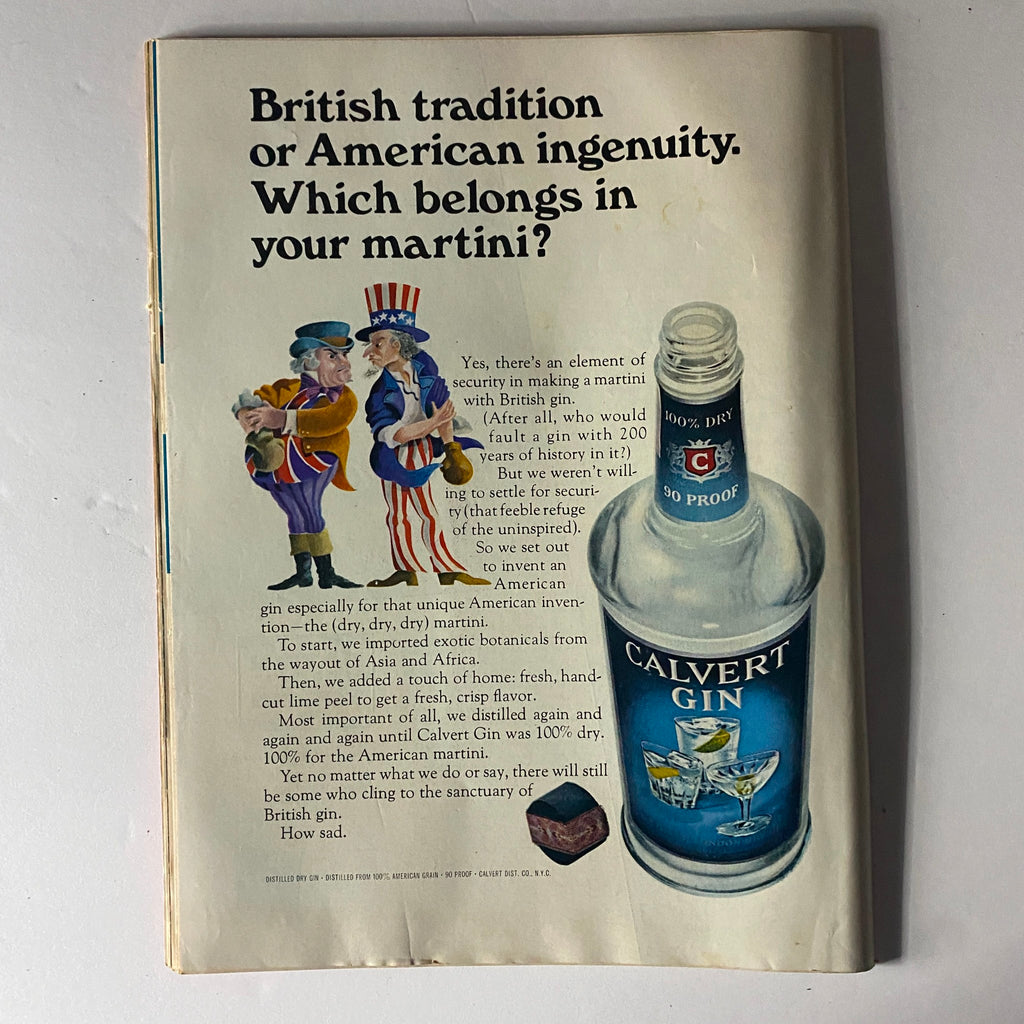 British tradition
or American ingenuity.
Which belongs in
your martini?
Yes, there's an element of
security in making a martini
with British gin.
(After all, who would
fault a gin with 200
years of history in it?)
But we weren't will-
ing to settle for securi-
ty (that feeble refuge
of the uninspired).
So we set out
to invent an
American
gin especially for that unique American inven-
tion—the (dry, dry, dry) martini.
To start, we imported exotic botanicals from
the wayout of Asia and Africa.
Then, we added a touch of home: fresh, hand-
cut lime peel to get a fresh, crisp flavor.
Most important of all, we distilled again and
again and again until Calvert Gin was 100% dry.
100% for the American martini.
Yet no matter what we do or say, there will still
be some who cling to the sanctuary of
British gin.
How sad.
100% DRY
C
90 PROOF
CALVERT
GIN
DISTILLED DRY GIN • DISTILLED FROM 100% AMERICAN GRAIN • 90 PROOF • CALVERT DIST. CO., N.Y.C.